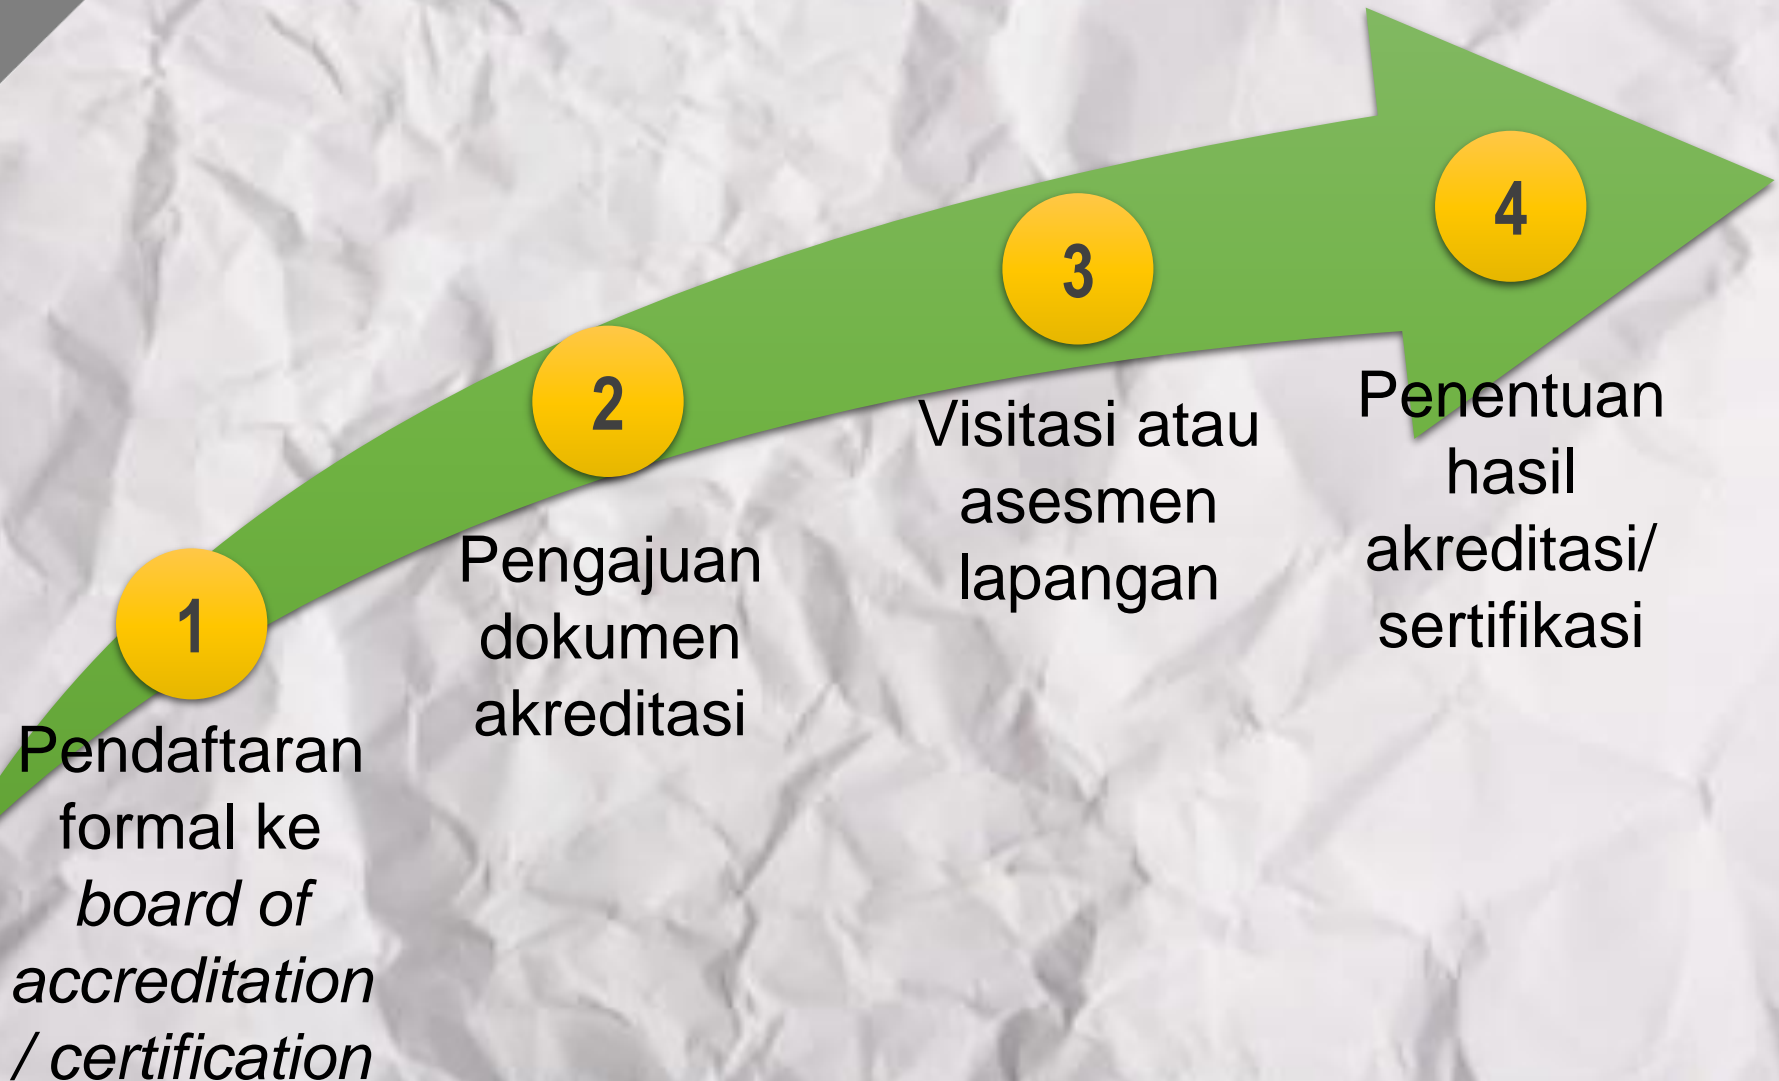 1
Pendaftaran
formal ke
board of
accreditation
/ certification
2
Pengajuan
dokumen
akreditasi
3
Visitasi atau
asesmen
lapangan
4
Penentuan
hasil
akreditasi/
sertifikasi